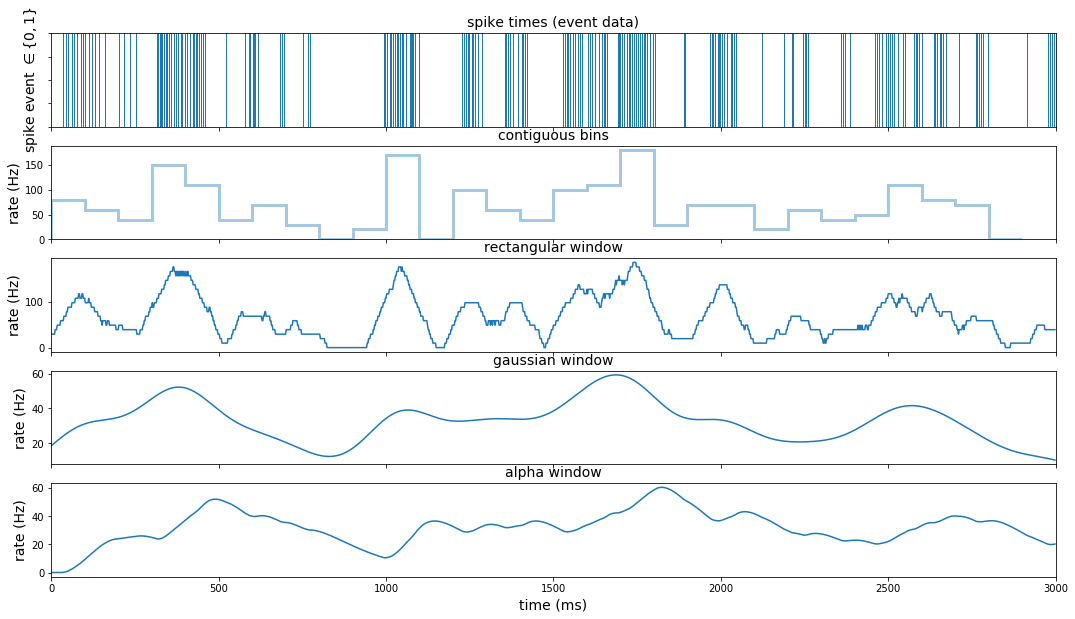 spike times (event data)
spike event ∈ {0, 1}
contiguous bins
rate (Hz)
150
100
50
0
rectangular window
rate (Hz)
100
0
gaussian window
rate (Hz)
60
40
20
alpha window
rate (Hz)
60
40
20
0
0 500 1000 1500 2000 2500 3000
time (ms)